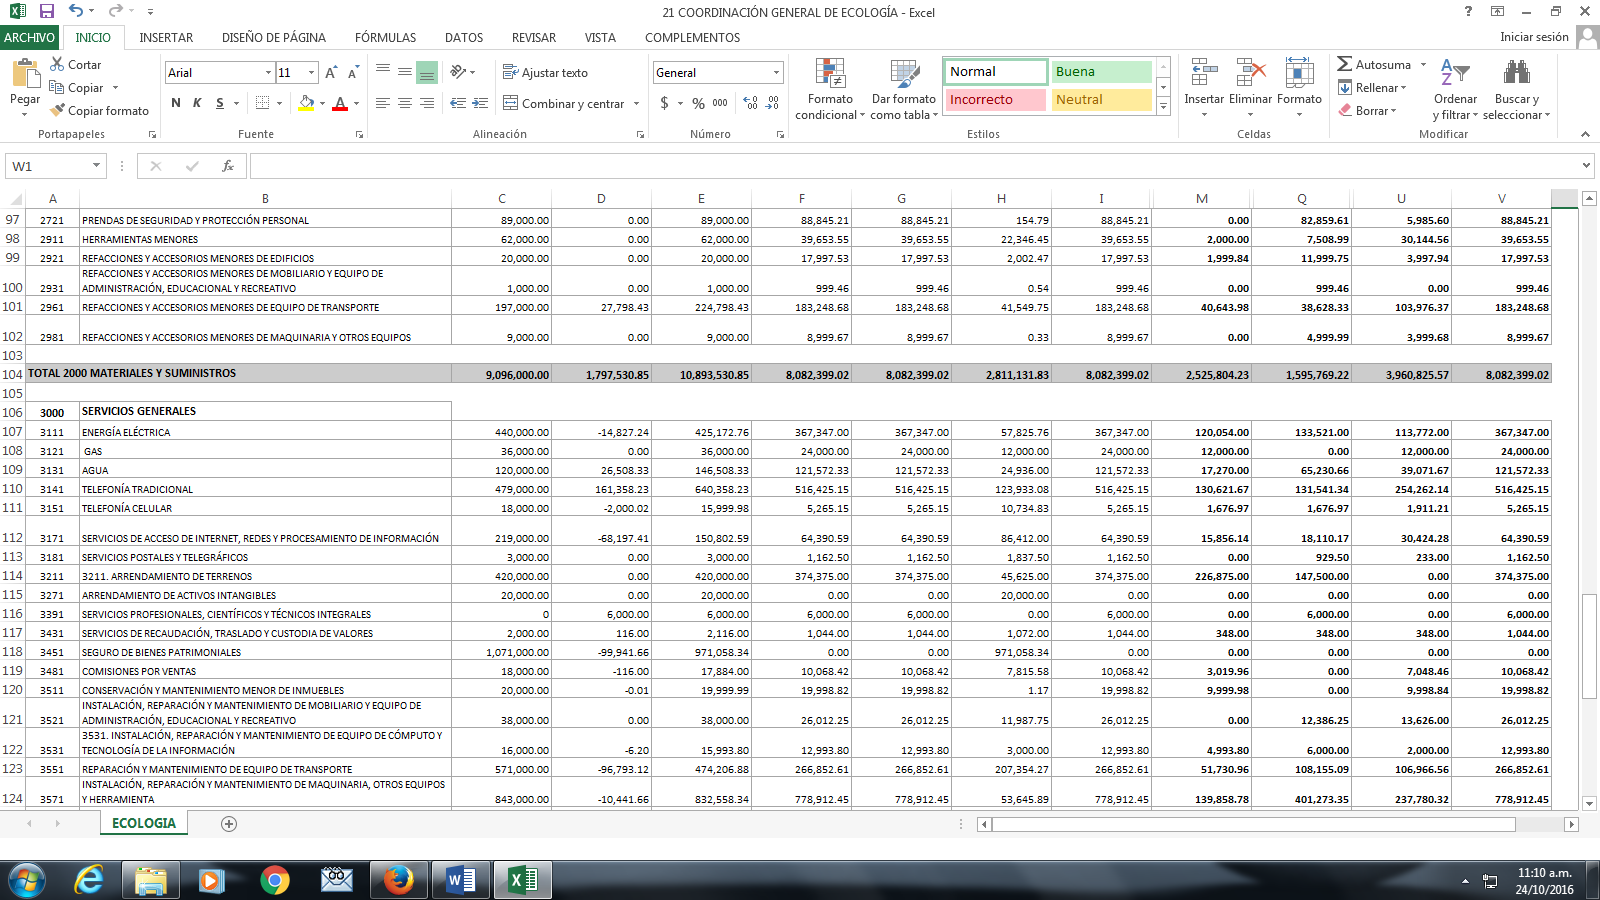 21 COORDINACIÓN GENERAL DE ECOLOGÍA - Excel
ARCHIVO INICIO INSERTAR DISEÑO DE PÁGINA FÓRMULAS DATOS REVISAR VISTA COMPLEMENTOS Iniciar sesión
Pegar
Cortar
Copiar
Copiar formato
Portapapeles
Arial 11
N K S
Fuente
Ajustar texto
Combinar y centrar
Alineación
General
$ % 000
Número
Formato condicional
Dar formato como tabla
Normal Buena
Incorrecto Neutral
Estilos
Insertar Eliminar Formato
Celdas
Autosuma
Rellenar
Borrar
Ordenar y filtrar
Buscar y seleccionar
Modificar
W1 fx
A B C D E F G H I M Q U V
97 2721 PRENDAS DE SEGURIDAD Y PROTECCIÓN PERSONAL 89,000.00 0.00 89,000.00 88,845.21 88,845.21 154.79 88,845.21 0.00 82,859.61 5,985.60 88,845.21
98 2911 HERRAMIENTAS MENORES 62,000.00 0.00 62,000.00 39,653.55 39,653.55 22,346.45 39,653.55 2,000.00 7,508.99 30,144.56 39,653.55
99 2921 REFACCIONES Y ACCESORIOS MENORES DE EDIFICIOS 20,000.00 0.00 20,000.00 17,997.53 17,997.53 2,002.47 17,997.53 1,999.84 11,999.75 3,997.94 17,997.53
REFACCIONES Y ACCESORIOS MENORES DE MOBILIARIO Y EQUIPO DE
100 2931 ADMINISTRACIÓN, EDUCACIONAL Y RECREATIVO 1,000.00 0.00 1,000.00 999.46 999.46 0.54 999.46 0.00 999.46 0.00 999.46
101 2961 REFACCIONES Y ACCESORIOS MENORES DE EQUIPO DE TRANSPORTE 197,000.00 27,798.43 224,798.43 183,248.68 183,248.68 41,549.75 183,248.68 40,643.98 38,628.33 103,976.37 183,248.68
102 2981 REFACCIONES Y ACCESORIOS MENORES DE MAQUINARIA Y OTROS EQUIPOS 9,000.00 0.00 9,000.00 8,999.67 8,999.67 0.33 8,999.67 0.00 4,999.99 3,999.68 8,999.67
103
104 TOTAL 2000 MATERIALES Y SUMINISTROS 9,096,000.00 1,797,530.85 10,893,530.85 8,082,399.02 8,082,399.02 2,811,131.83 8,082,399.02 2,525,804.23 1,595,769.22 3,960,825.57 8,082,399.02
105
106 3000 SERVICIOS GENERALES
107 3111 ENERGÍA ELÉCTRICA 440,000.00 -14,827.24 425,172.76 367,347.00 367,347.00 57,825.76 367,347.00 120,054.00 133,521.00 113,772.00 367,347.00
108 3121 GAS 36,000.00 0.00 36,000.00 24,000.00 24,000.00 12,000.00 24,000.00 12,000.00 0.00 12,000.00 24,000.00
109 3131 AGUA 120,000.00 26,508.33 146,508.33 121,572.33 121,572.33 24,936.00 121,572.33 17,270.00 65,230.66 39,071.67 121,572.33
110 3141 TELEFONÍA TRADICIONAL 479,000.00 161,358.23 640,358.23 516,425.15 516,425.15 123,933.08 516,425.15 130,621.67 131,541.34 254,262.14 516,425.15
111 3151 TELEFONÍA CELULAR 18,000.00 -2,000.02 15,999.98 5,265.15 5,265.15 10,734.83 5,265.15 1,676.97 1,676.97 1,911.21 5,265.15
112 3171 SERVICIOS DE ACCESO DE INTERNET, REDES Y PROCESAMIENTO DE INFORMACIÓN 219,000.00 -68,197.41 150,802.59 64,390.59 64,390.59 86,412.00 64,390.59 15,856.14 18,110.17 30,424.28 64,390.59
113 3181 SERVICIOS POSTALES Y TELEGRÁFICOS 3,000.00 0.00 3,000.00 1,162.50 1,162.50 1,837.50 1,162.50 0.00 929.50 233.00 1,162.50
114 3211 3211. ARRENDAMIENTO DE TERRENOS 420,000.00 0.00 420,000.00 374,375.00 374,375.00 45,625.00 374,375.00 226,875.00 147,500.00 0.00 374,375.00
115 3271 ARRENDAMIENTO DE ACTIVOS INTANGIBLES 20,000.00 0.00 20,000.00 0.00 0.00 20,000.00 0.00 0.00 0.00 0.00 0.00
116 3391 SERVICIOS PROFESIONALES, CIENTÍFICOS Y TÉCNICOS INTEGRALES 0 6,000.00 6,000.00 6,000.00 6,000.00 0.00 6,000.00 0.00 6,000.00 0.00 6,000.00
117 3431 SERVICIOS DE RECAUDACIÓN, TRASLADO Y CUSTODIA DE VALORES 2,000.00 116.00 2,116.00 1,044.00 1,044.00 1,072.00 1,044.00 348.00 348.00 348.00 1,044.00
118 3451 SEGURO DE BIENES PATRIMONIALES 1,071,000.00 -99,941.66 971,058.34 0.00 0.00 971,058.34 0.00 0.00 0.00 0.00 0.00
119 3481 COMISIONES POR VENTAS 18,000.00 -116.00 17,884.00 10,068.42 10,068.42 7,815.58 10,068.42 3,019.96 0.00 7,048.46 10,068.42
120 3511 CONSERVACIÓN Y MANTENIMIENTO MENOR DE INMUEBLES 20,000.00 -0.01 19,999.99 19,998.82 19,998.82 1.17 19,998.82 9,999.98 0.00 9,998.84 19,998.82
INSTALACIÓN, REPARACIÓN Y MANTENIMIENTO DE MOBILIARIO Y EQUIPO DE
121 3521 ADMINISTRACIÓN, EDUCACIONAL Y RECREATIVO 38,000.00 0.00 38,000.00 26,012.25 26,012.25 11,987.75 26,012.25 0.00 12,386.25 13,626.00 26,012.25
3531. INSTALACIÓN, REPARACIÓN Y MANTENIMIENTO DE EQUIPO DE CÓMPUTO Y
122 3531 TECNOLOGÍA DE LA INFORMACIÓN 16,000.00 -6.20 15,993.80 12,993.80 12,993.80 3,000.00 12,993.80 4,993.80 6,000.00 2,000.00 12,993.80
123 3551 REPARACIÓN Y MANTENIMIENTO DE EQUIPO DE TRANSPORTE 571,000.00 -96,793.12 474,206.88 266,852.61 266,852.61 207,354.27 266,852.61 51,730.96 108,155.09 106,966.56 266,852.61
INSTALACIÓN, REPARACIÓN Y MANTENIMIENTO DE MAQUINARIA, OTROS EQUIPOS
124 3571 Y HERRAMIENTA 843,000.00 -10,441.66 832,558.34 778,912.45 778,912.45 53,645.89 778,912.45 139,858.78 401,273.35 237,780.32 778,912.45
ECOLOGIA
11:10 a.m.
24/10/2016